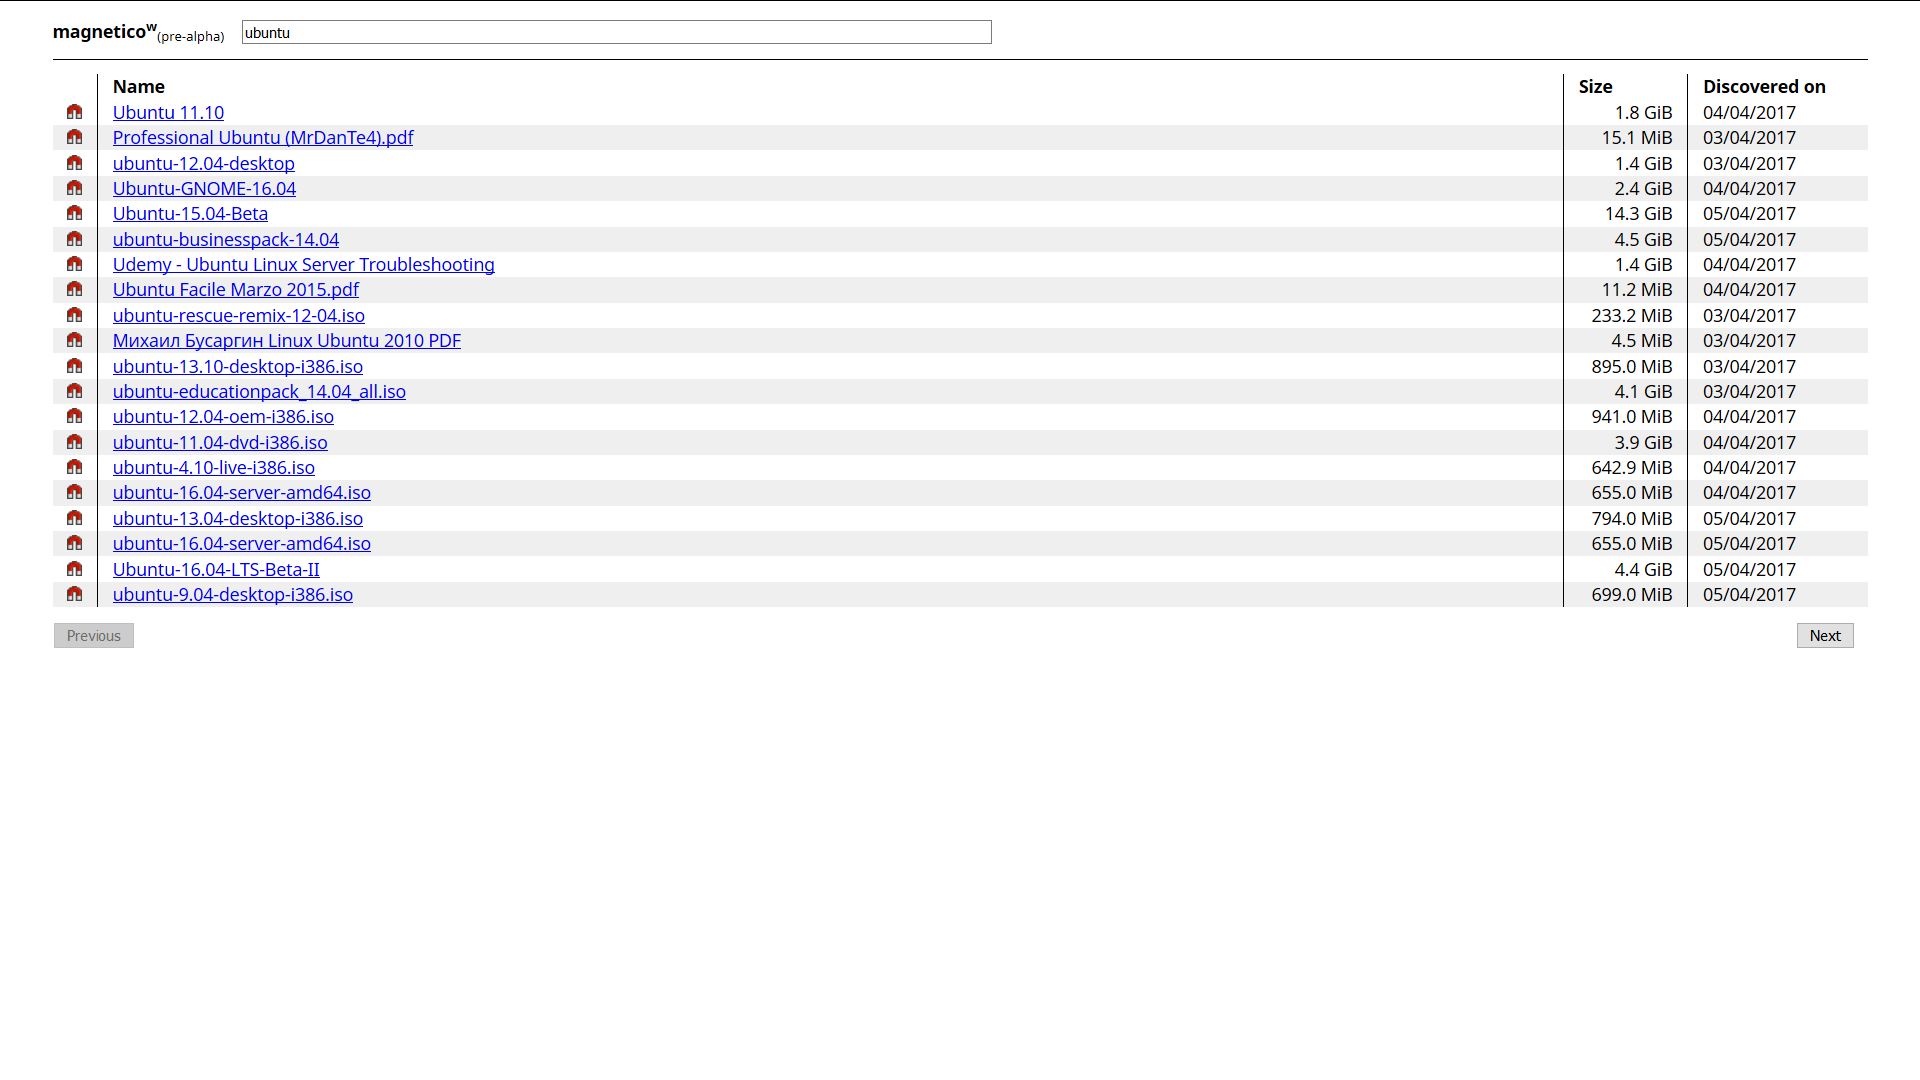 magneticoʷ(pre-alpha) ubuntu
Name Size Discovered on
Ubuntu 11.10 1.8 GiB 04/04/2017
Professional Ubuntu (MrDanTe4).pdf 15.1 MiB 03/04/2017
ubuntu-12.04-desktop 1.4 GiB 03/04/2017
Ubuntu-GNOME-16.04 2.4 GiB 04/04/2017
Ubuntu-15.04-Beta 14.3 GiB 05/04/2017
ubuntu-businesspack-14.04 4.5 GiB 05/04/2017
Udemy - Ubuntu Linux Server Troubleshooting 1.4 GiB 04/04/2017
Ubuntu Facile Marzo 2015.pdf 11.2 MiB 04/04/2017
ubuntu-rescue-remix-12-04.iso 233.2 MiB 03/04/2017
Михаил Бусаргин Linux Ubuntu 2010 PDF 4.5 MiB 03/04/2017
ubuntu-13.10-desktop-i386.iso 895.0 MiB 03/04/2017
ubuntu-educationpack_14.04_all.iso 4.1 GiB 03/04/2017
ubuntu-12.04-oem-i386.iso 941.0 MiB 04/04/2017
ubuntu-11.04-dvd-i386.iso 3.9 GiB 04/04/2017
ubuntu-4.10-live-i386.iso 642.9 MiB 04/04/2017
ubuntu-16.04-server-amd64.iso 655.0 MiB 04/04/2017
ubuntu-13.04-desktop-i386.iso 794.0 MiB 05/04/2017
ubuntu-16.04-server-amd64.iso 655.0 MiB 05/04/2017
Ubuntu-16.04-LTS-Beta-II 4.4 GiB 05/04/2017
ubuntu-9.04-desktop-i386.iso 699.0 MiB 05/04/2017
Previous Next